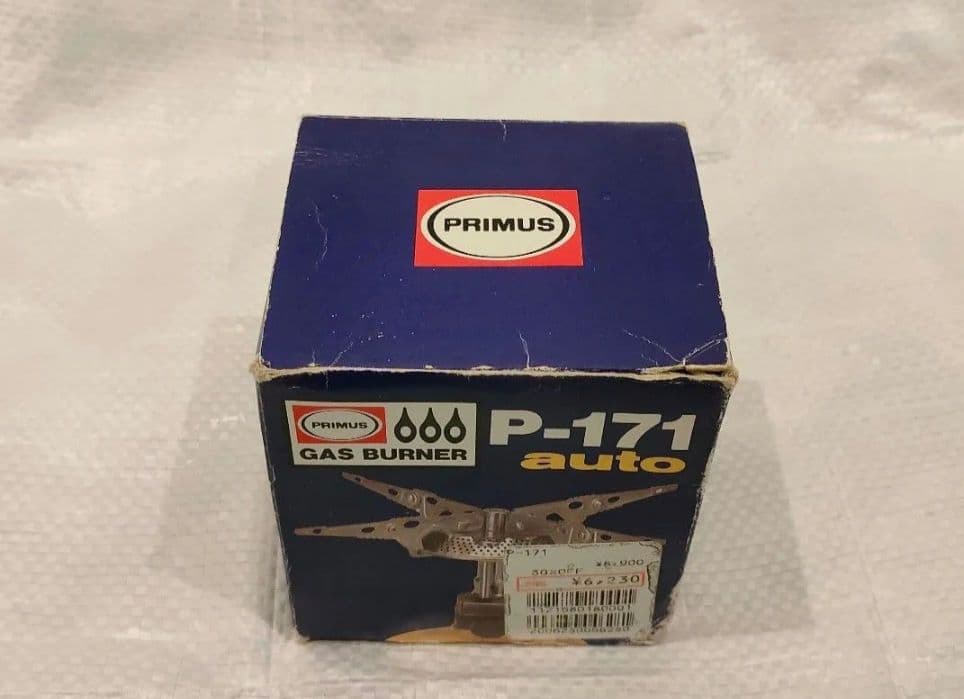 PRIMUS
PRIMUS
GAS BURNER
P-171
auto
P-171
¥8,900
30%OFF
¥6,230